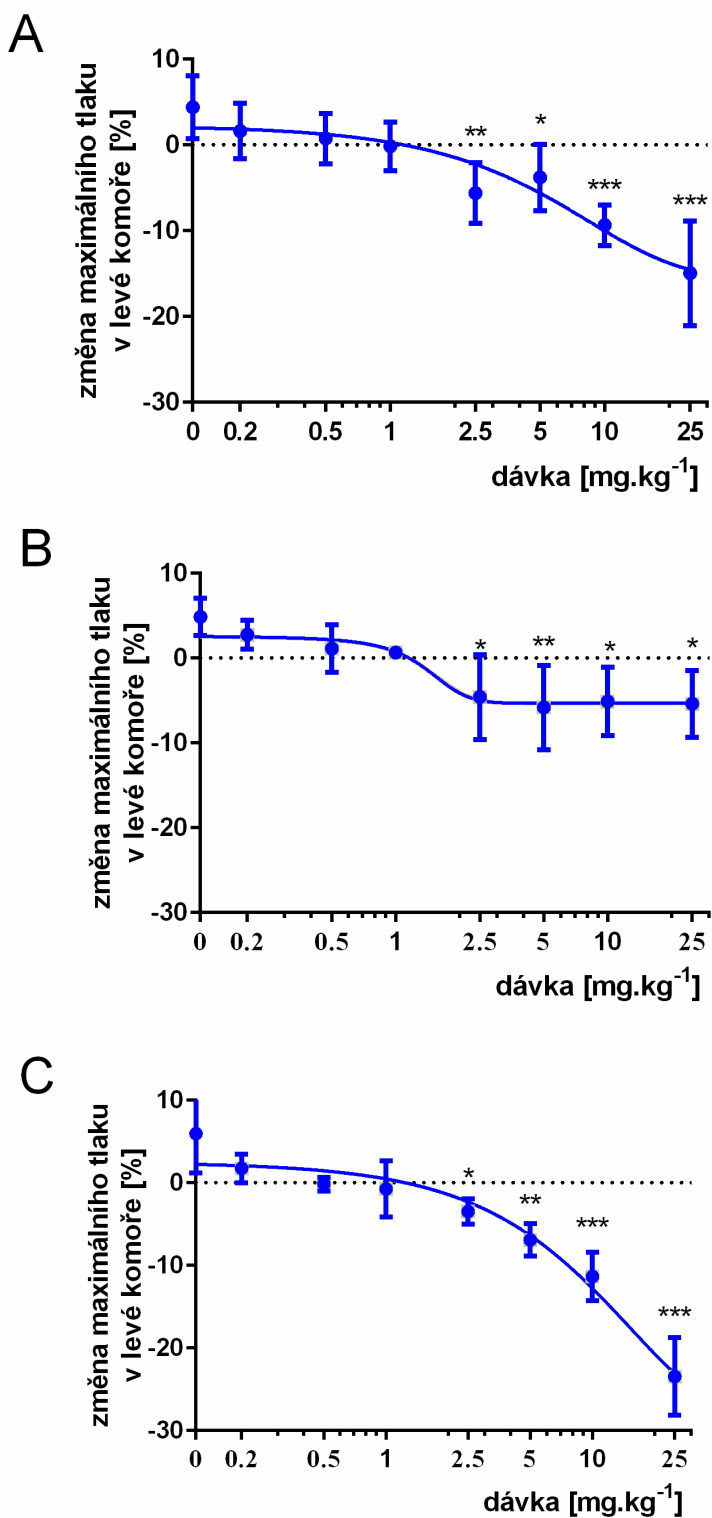 A
změna maximálního tlaku
v levé komoře [%]
10
0
-10
-20
-30
** * *** ***
0 0.2 0.5 1 2.5 5 10 25
dávka [mg.kg-1]
B
změna maximálního tlaku
v levé komoře [%]
10
0
-10
-20
-30
* ** * *
0 0.2 0.5 1 2.5 5 10 25
dávka [mg.kg-1]
C
změna maximálního tlaku
v levé komoře [%]
10
0
-10
-20
-30
* ** *** ***
0 0.2 0.5 1 2.5 5 10 25
dávka [mg.kg-1]